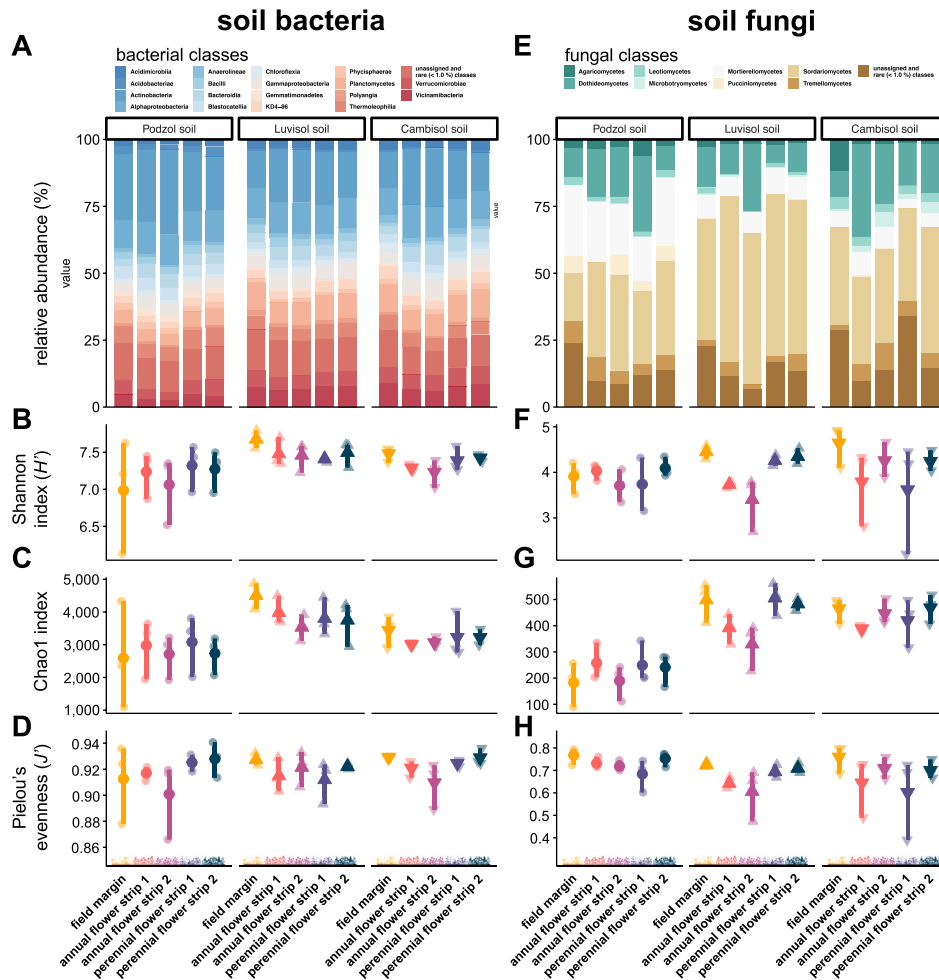 soil bacteria
soil fungi
A
bacterial classes
Acidimicrobiia
Acidobacteriae
Actinobacteria
Alphaproteobacteria
Anaerolineae
Bacilli
Bacteroidia
Blastocatellia
Chloroflexia
Gammaproteobacteria
Gemmatimonadetes
KD4−96
Phycisphaerae
Planctomycetes
Polyangia
Thermoleophilia
unassigned and
rare (< 1.0 %) classes
Verrucomicrobiae
Vicinamibacteria
E
fungal classes
Agaricomycetes
Dothideomycetes
Leotiomycetes
Microbotryomycetes
Mortierellomycetes
Pucciniomycetes
Sordariomycetes
Tremellomycetes
unassigned and
rare (< 1.0 %) classes
Podzol soil
Luvisol soil
Cambisol soil
Podzol soil
Luvisol soil
Cambisol soil
relative abundance (%)
value
100
75
50
25
0
value
100
75
50
25
0
B
Shannon
index (H’)
7.5
7.0
6.5
F
5
4
3
C
Chao1 index
5,000
4,000
3,000
2,000
1,000
G
500
400
300
200
100
D
Pielou’s
evenness (J’)
0.94
0.92
0.90
0.88
0.86
H
0.8
0.7
0.6
0.5
0.4
field margin
annual flower strip 1
annual flower strip 2
perennial flower strip 1
perennial flower strip 2
field margin
annual flower strip 1
annual flower strip 2
perennial flower strip 1
perennial flower strip 2
field margin
annual flower strip 1
annual flower strip 2
perennial flower strip 1
perennial flower strip 2
field margin
annual flower strip 1
annual flower strip 2
perennial flower strip 1
perennial flower strip 2
field margin
annual flower strip 1
annual flower strip 2
perennial flower strip 1
perennial flower strip 2
field margin
annual flower strip 1
annual flower strip 2
perennial flower strip 1
perennial flower strip 2